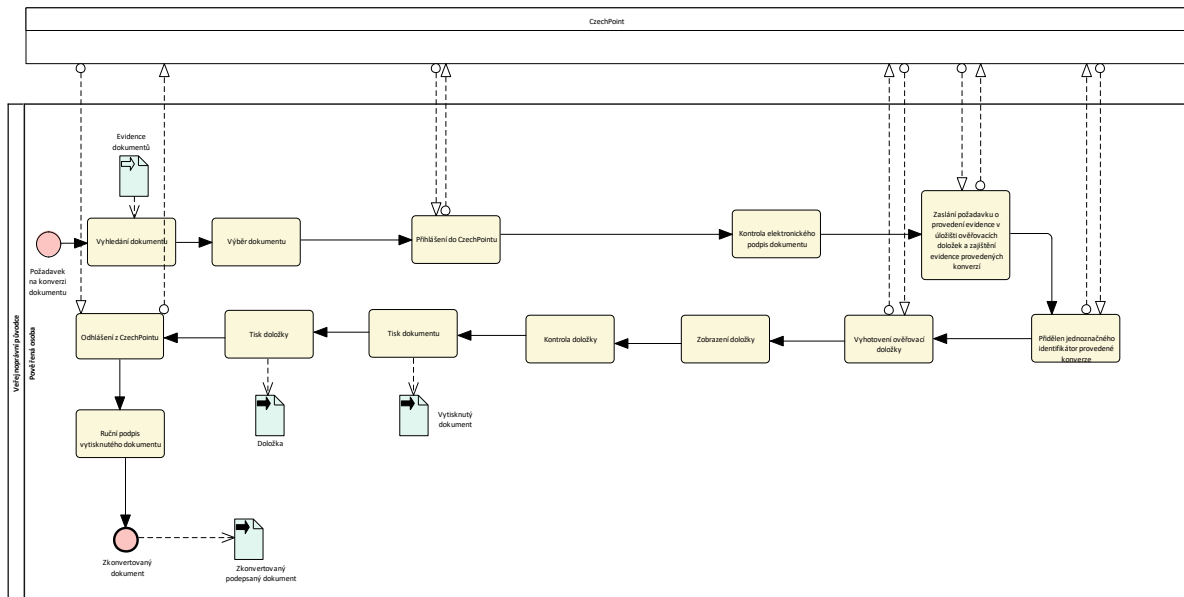 CzechPoint
Veřejnoprávní původce
Pověřená osoba
Evidence
dokumentů
Požadavek
na konverzi
dokumentu
Vyhledání dokumentu
Výběr dokumentu
Přihlášení do CzechPointu
Kontrola elektronického
podpis dokumentu
Zaslání požadavku o
provedení evidence v
úložišti ověřovacích
doložek a zajištění
evidence provedených
konverzí
Odhlášení z CzechPointu
Tisk doložky
Tisk dokumentu
Kontrola doložky
Zobrazení doložky
Vyhotovení ověřovací
doložky
Přidělen jednoznačného
identifikátor provedené
konverze
Doložka
Vytisknutý
dokument
Ruční podpis
vytisknutého dokumentu
Zkonvertovaný
dokument
Zkonvertovaný
podepsaný dokument